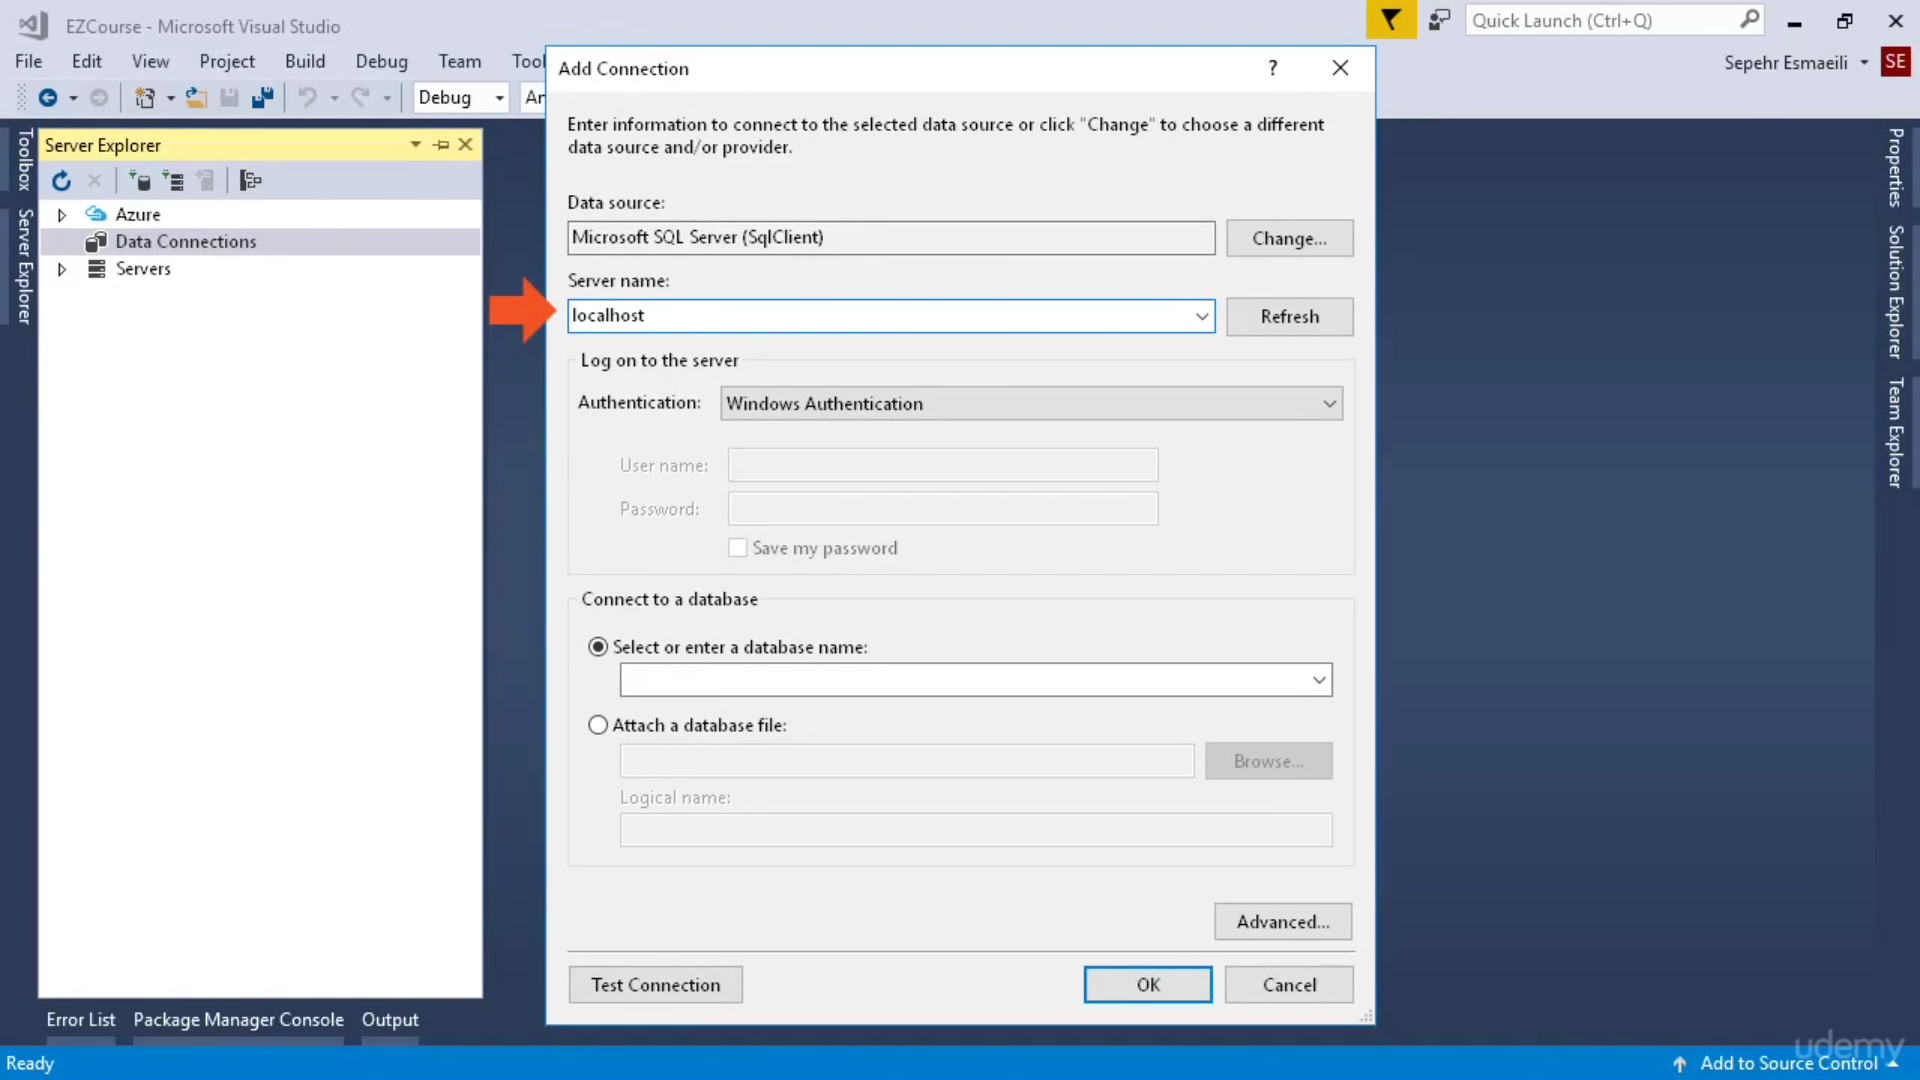 EZCourse - Microsoft Visual Studio
Quick Launch (Ctrl+Q)
File Edit View Project Build Debug Team Tool
Sepehr Esmaeili SE
Debug
Add Connection
?
Enter information to connect to the selected data source or click "Change" to choose a different
data source and/or provider.
Data source:
Microsoft SQL Server (SqlClient)
Change...
Server name:
localhost
Refresh
Log on to the server
Authentication: Windows Authentication
User name:
Password:
Save my password
Connect to a database
Select or enter a database name:
Attach a database file:
Browse...
Logical name:
Advanced...
Test Connection
OK
Cancel
Toolbox
Server Explorer
Server Explorer
Azure
Data Connections
Servers
Properties
Solution Explorer
Team Explorer
Error List Package Manager Console Output
Ready
Add to Source Control
udemy